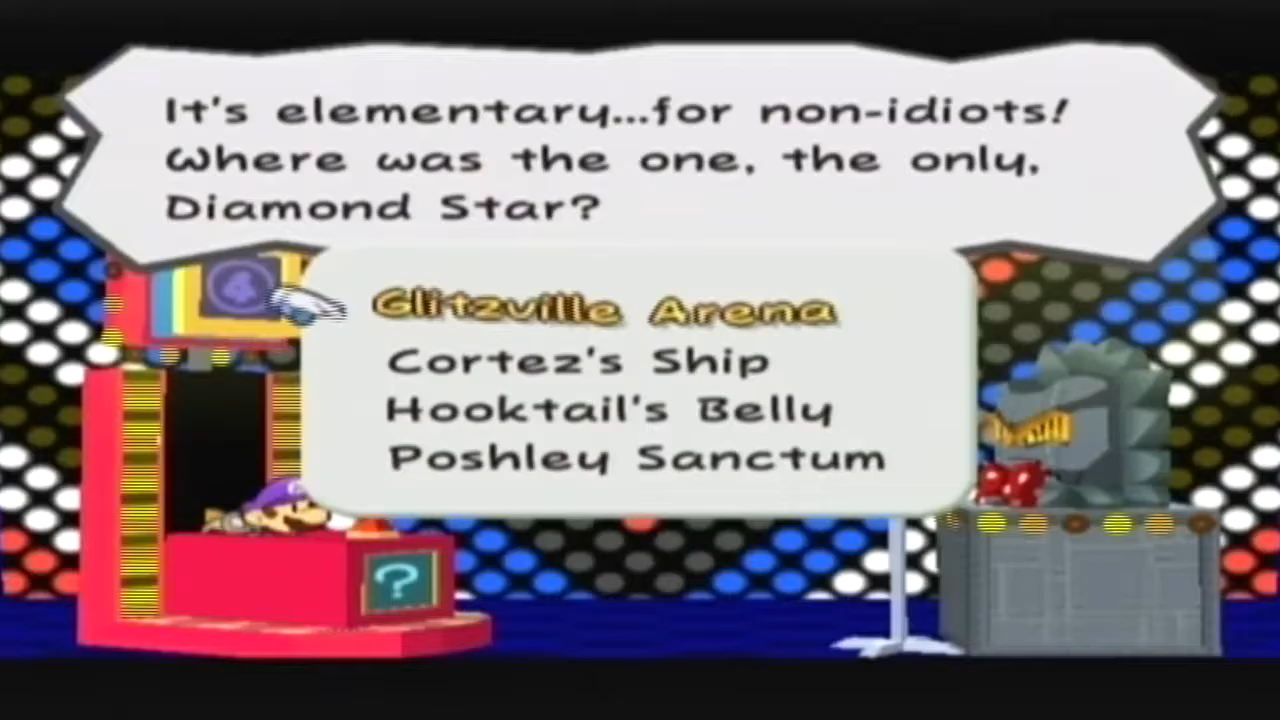 It's elementary...for non-idiots!
Where was the one, the only,
Diamond Star?
4
Glitzville Arena
Cortez's Ship
Hooktail's Belly
Poshley Sanctum
?